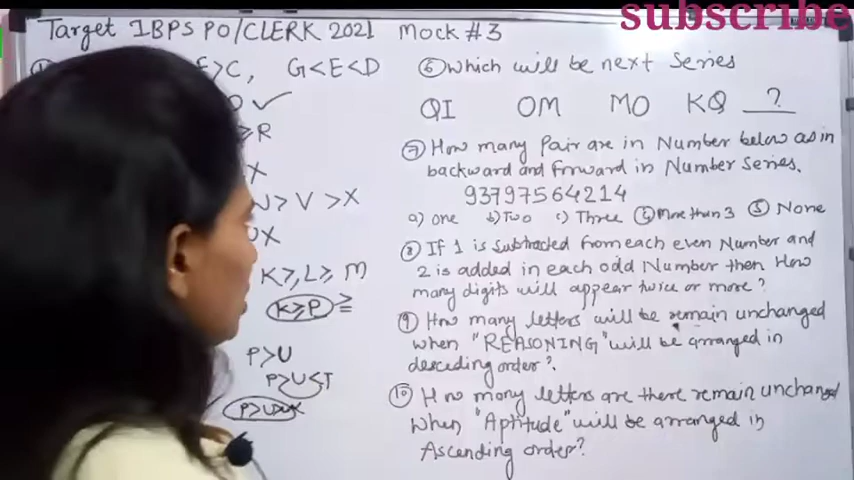 subscribe
Target IBPS PO/CLERK 2021 Mock #3
>C, G<E<D
✓
≥R
X
> V >X
X
K≥, L≥ M
K≥P ≥
P>U
P>U<T
P>U
⑥ Which will be next Series
QI OM MO KQ ?
⑦ How many Pair are in Number below as in
backward and forward in Number Series.
93797564214
a) one b) Two c) Three ④ More than 3 ⑤ None
⑧ If 1 is subtracted from each even Number and
2 is added in each odd Number then How
many digits will appear twice or more?
⑨ How many letters will be remain unchanged
when "REASONING" will be arranged in
descding order?
⑩ How many letters are there remain unchanged
when "Aptitude" will be arranged in
Ascending order?